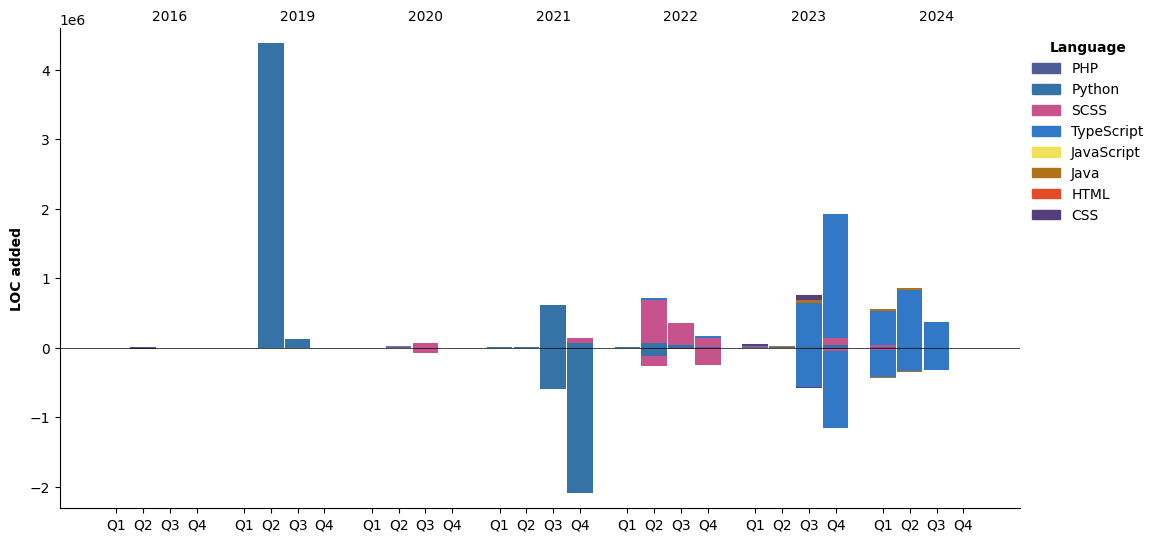 1e6
2016 2019 2020 2021 2022 2023 2024
LOC added
4
3
2
1
0
−1
−2
Q1 Q2 Q3 Q4 Q1 Q2 Q3 Q4 Q1 Q2 Q3 Q4 Q1 Q2 Q3 Q4 Q1 Q2 Q3 Q4 Q1 Q2 Q3 Q4 Q1 Q2 Q3 Q4
Language
PHP
Python
SCSS
TypeScript
JavaScript
Java
HTML
CSS